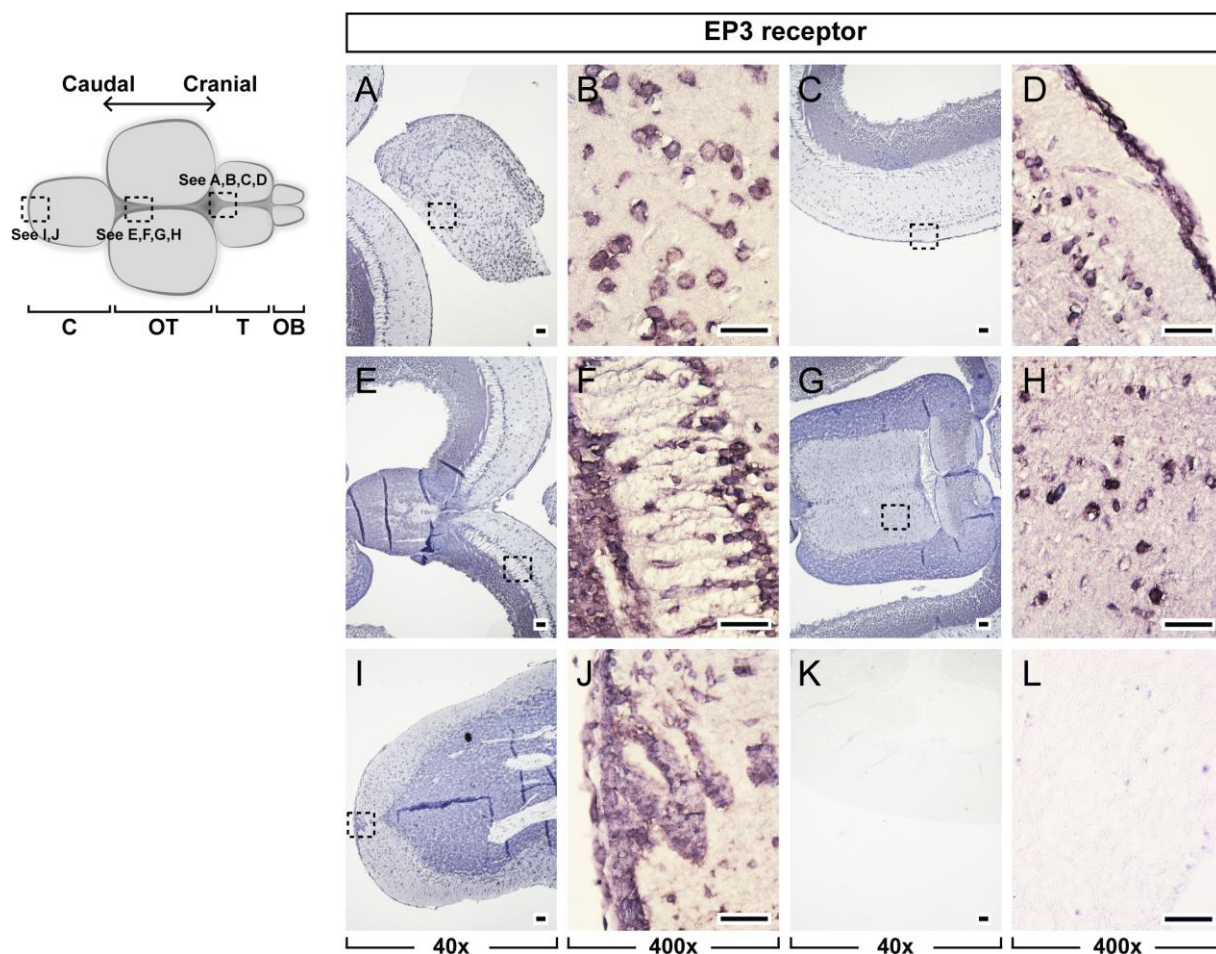 EP3 receptor
Caudal Cranial
See A,B,C,D
See I,J See E,F,G,H
C OT T OB
A B C D
E F G H
I J K L
40x 400x 40x 400x